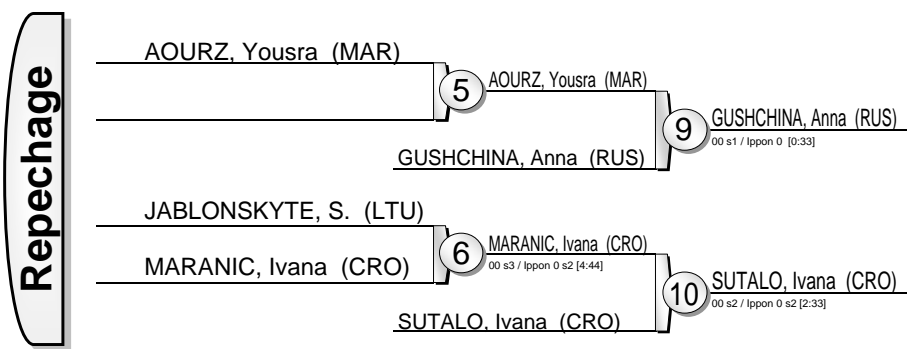 Repechage
AOURZ, Yousra (MAR)
5
AOURZ, Yousra (MAR)
GUSHCHINA, Anna (RUS)
9
GUSHCHINA, Anna (RUS)
00 s1 / Ippon 0 [0:33]
JABLONSKYTE, S. (LTU)
MARANIC, Ivana (CRO)
6
MARANIC, Ivana (CRO)
00 s3 / Ippon 0 s2 [4:44]
SUTALO, Ivana (CRO)
10
SUTALO, Ivana (CRO)
00 s2 / Ippon 0 s2 [2:33]